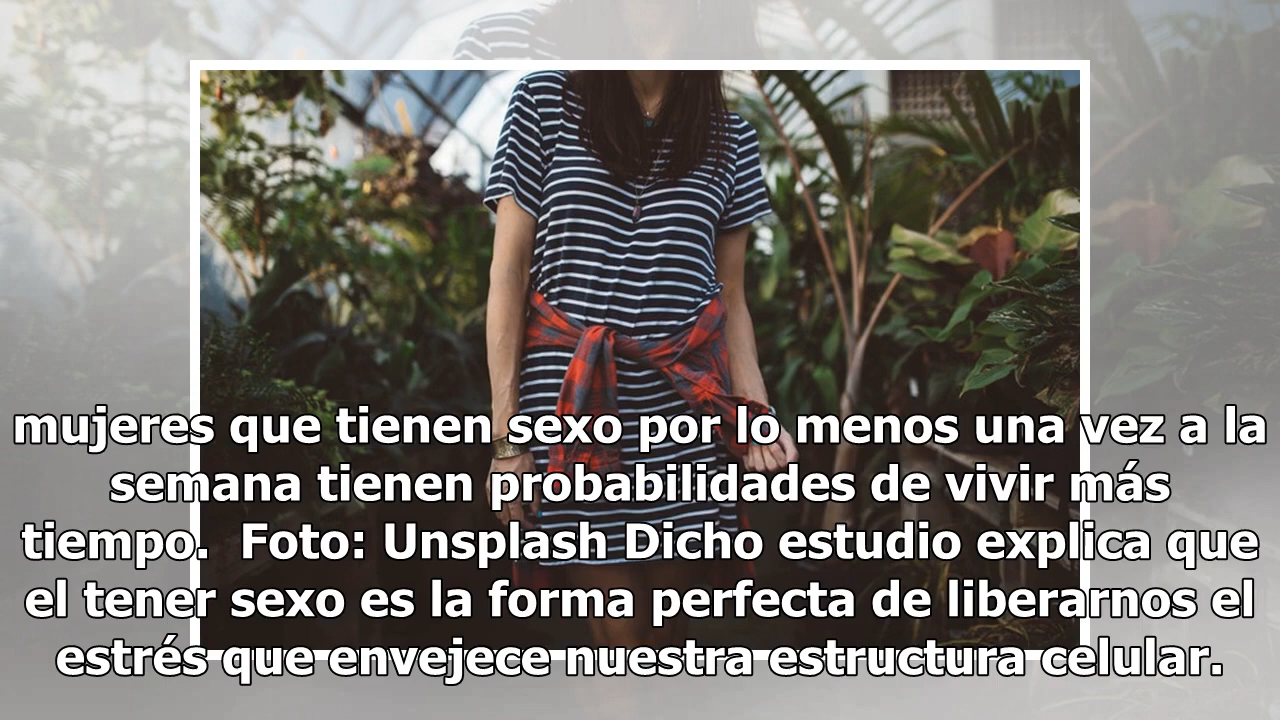 mujeres que tienen sexo por lo menos una vez a la
semana tienen probabilidades de vivir más
tiempo.  Foto: Unsplash Dicho estudio explica que
el tener sexo es la forma perfecta de liberarnos el
estrés que envejece nuestra estructura celular.